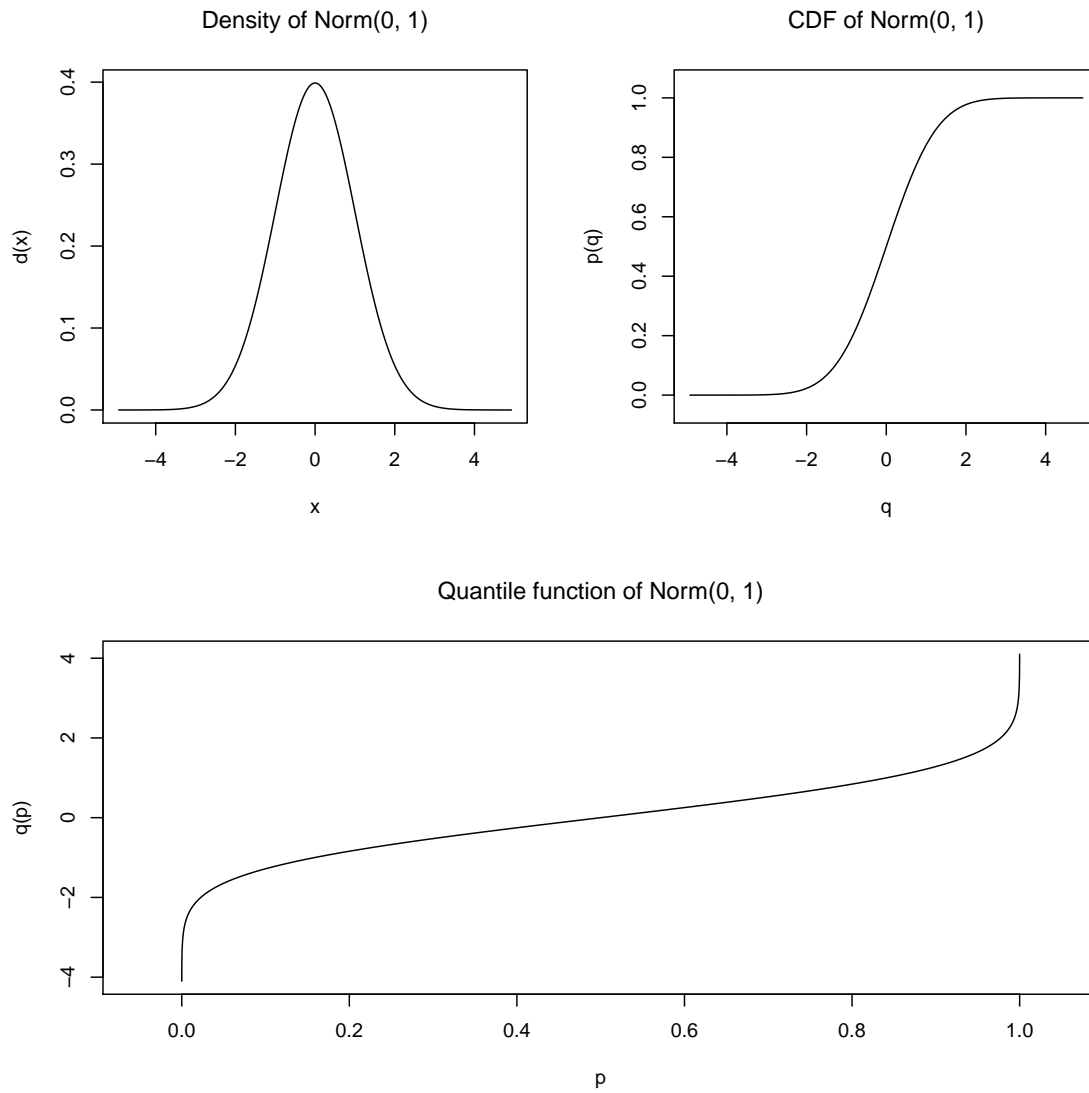 Density of Norm(0, 1)
d(x)
0.4
0.3
0.2
0.1
0.0
−4 −2 0 2 4
x
CDF of Norm(0, 1)
p(q)
1.0
0.8
0.6
0.4
0.2
0.0
−4 −2 0 2 4
q
Quantile function of Norm(0, 1)
q(p)
4
2
0
−2
−4
0.0 0.2 0.4 0.6 0.8 1.0
p